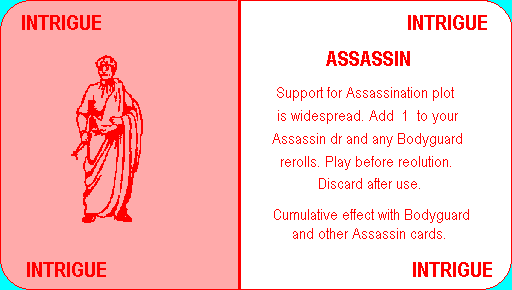 INTRIGUE
INTRIGUE
ASSASSIN
Support for Assassination plot
is widespread. Add 1 to your
Assassin dr and any Bodyguard
rerolls. Play before reolution.
Discard after use.
Cumulative effect with Bodyguard
and other Assassin cards.
INTRIGUE
INTRIGUE